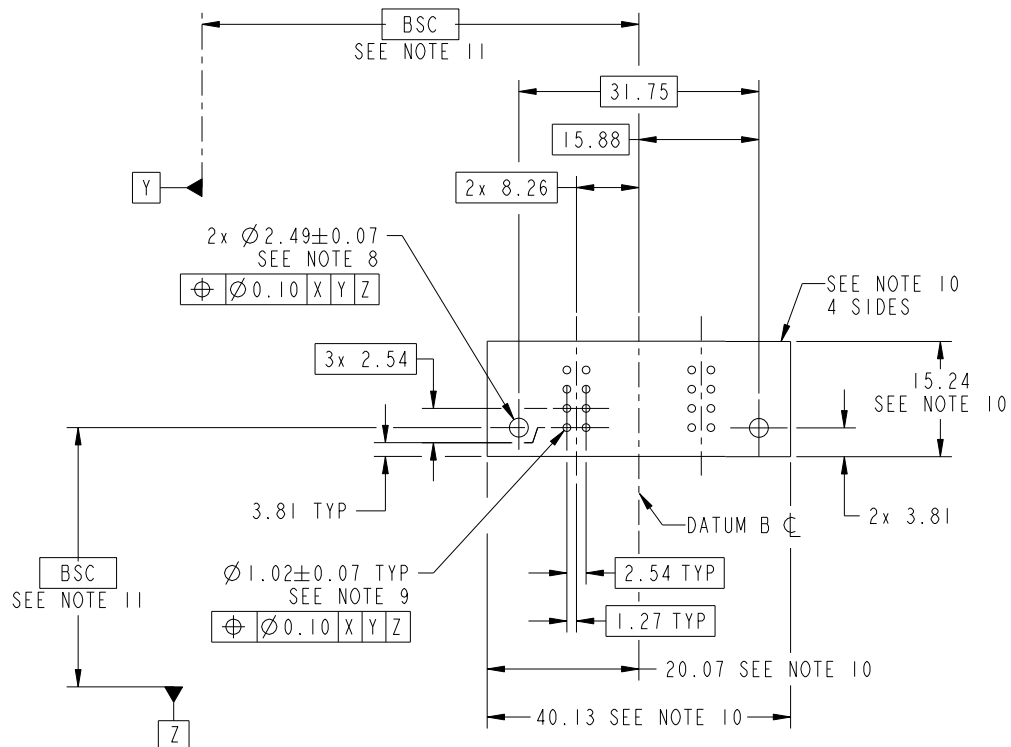 BSC
SEE NOTE 11
31.75
15.88
Y
2x 8.26
2x Ø2.49±0.07
SEE NOTE 8
⌖ Ø0.10 X Y Z
SEE NOTE 10
4 SIDES
3x 2.54
15.24
SEE NOTE 10
3.81 TYP
2x 3.81
DATUM B ℄
BSC
SEE NOTE 11
Ø1.02±0.07 TYP
SEE NOTE 9
⌖ Ø0.10 X Y Z
2.54 TYP
1.27 TYP
20.07 SEE NOTE 10
40.13 SEE NOTE 10
Z